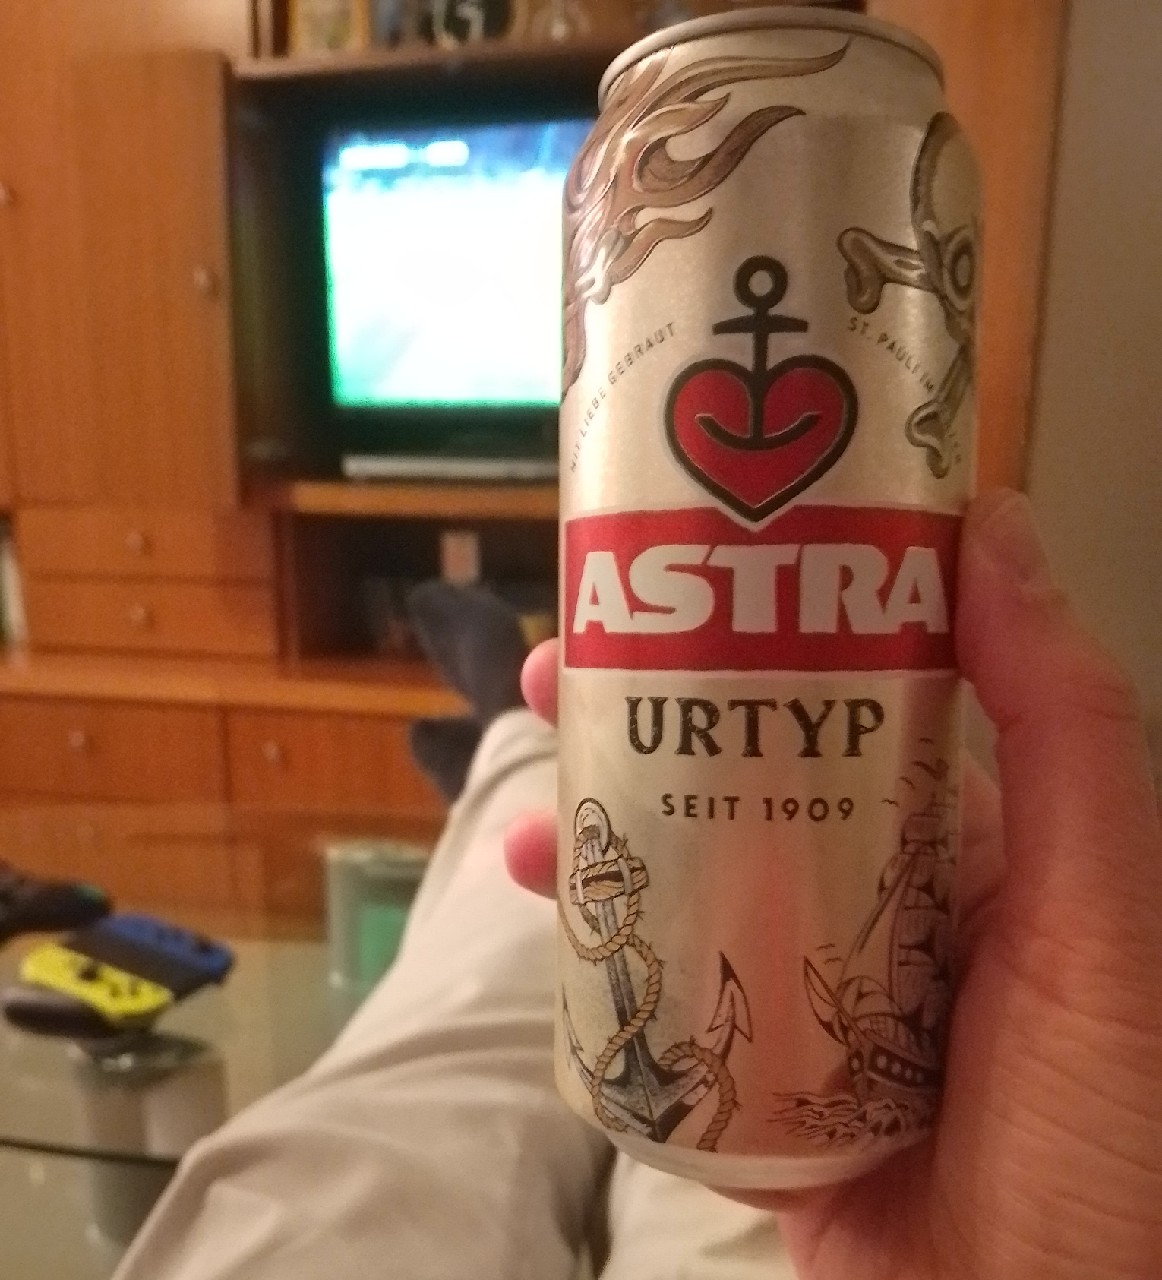 MIT LIEBE GEBRAUT
ST. PAULI IM
ASTRA
URTYP
SEIT 1909